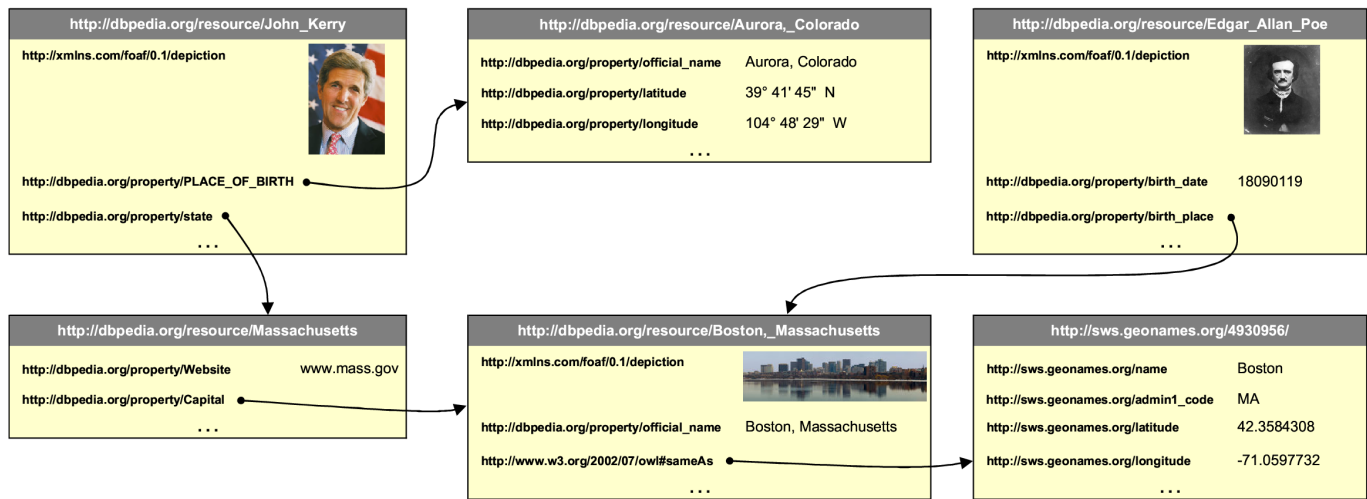 http://dbpedia.org/resource/John_Kerry
http://xmlns.com/foaf/0.1/depiction
http://dbpedia.org/property/PLACE_OF_BIRTH
http://dbpedia.org/property/state
...
http://dbpedia.org/resource/Aurora,_Colorado
http://dbpedia.org/property/official_name Aurora, Colorado
http://dbpedia.org/property/latitude 39° 41' 45" N
http://dbpedia.org/property/longitude 104° 48' 29" W
...
http://dbpedia.org/resource/Edgar_Allan_Poe
http://xmlns.com/foaf/0.1/depiction
http://dbpedia.org/property/birth_date 18090119
http://dbpedia.org/property/birth_place
...
http://dbpedia.org/resource/Massachusetts
http://dbpedia.org/property/Website www.mass.gov
http://dbpedia.org/property/Capital
...
http://dbpedia.org/resource/Boston,_Massachusetts
http://xmlns.com/foaf/0.1/depiction
http://dbpedia.org/property/official_name Boston, Massachusetts
http://www.w3.org/2002/07/owl#sameAs
...
http://sws.geonames.org/4930956/
http://sws.geonames.org/name Boston
http://sws.geonames.org/admin1_code MA
http://sws.geonames.org/latitude 42.3584308
http://sws.geonames.org/longitude -71.0597732
...